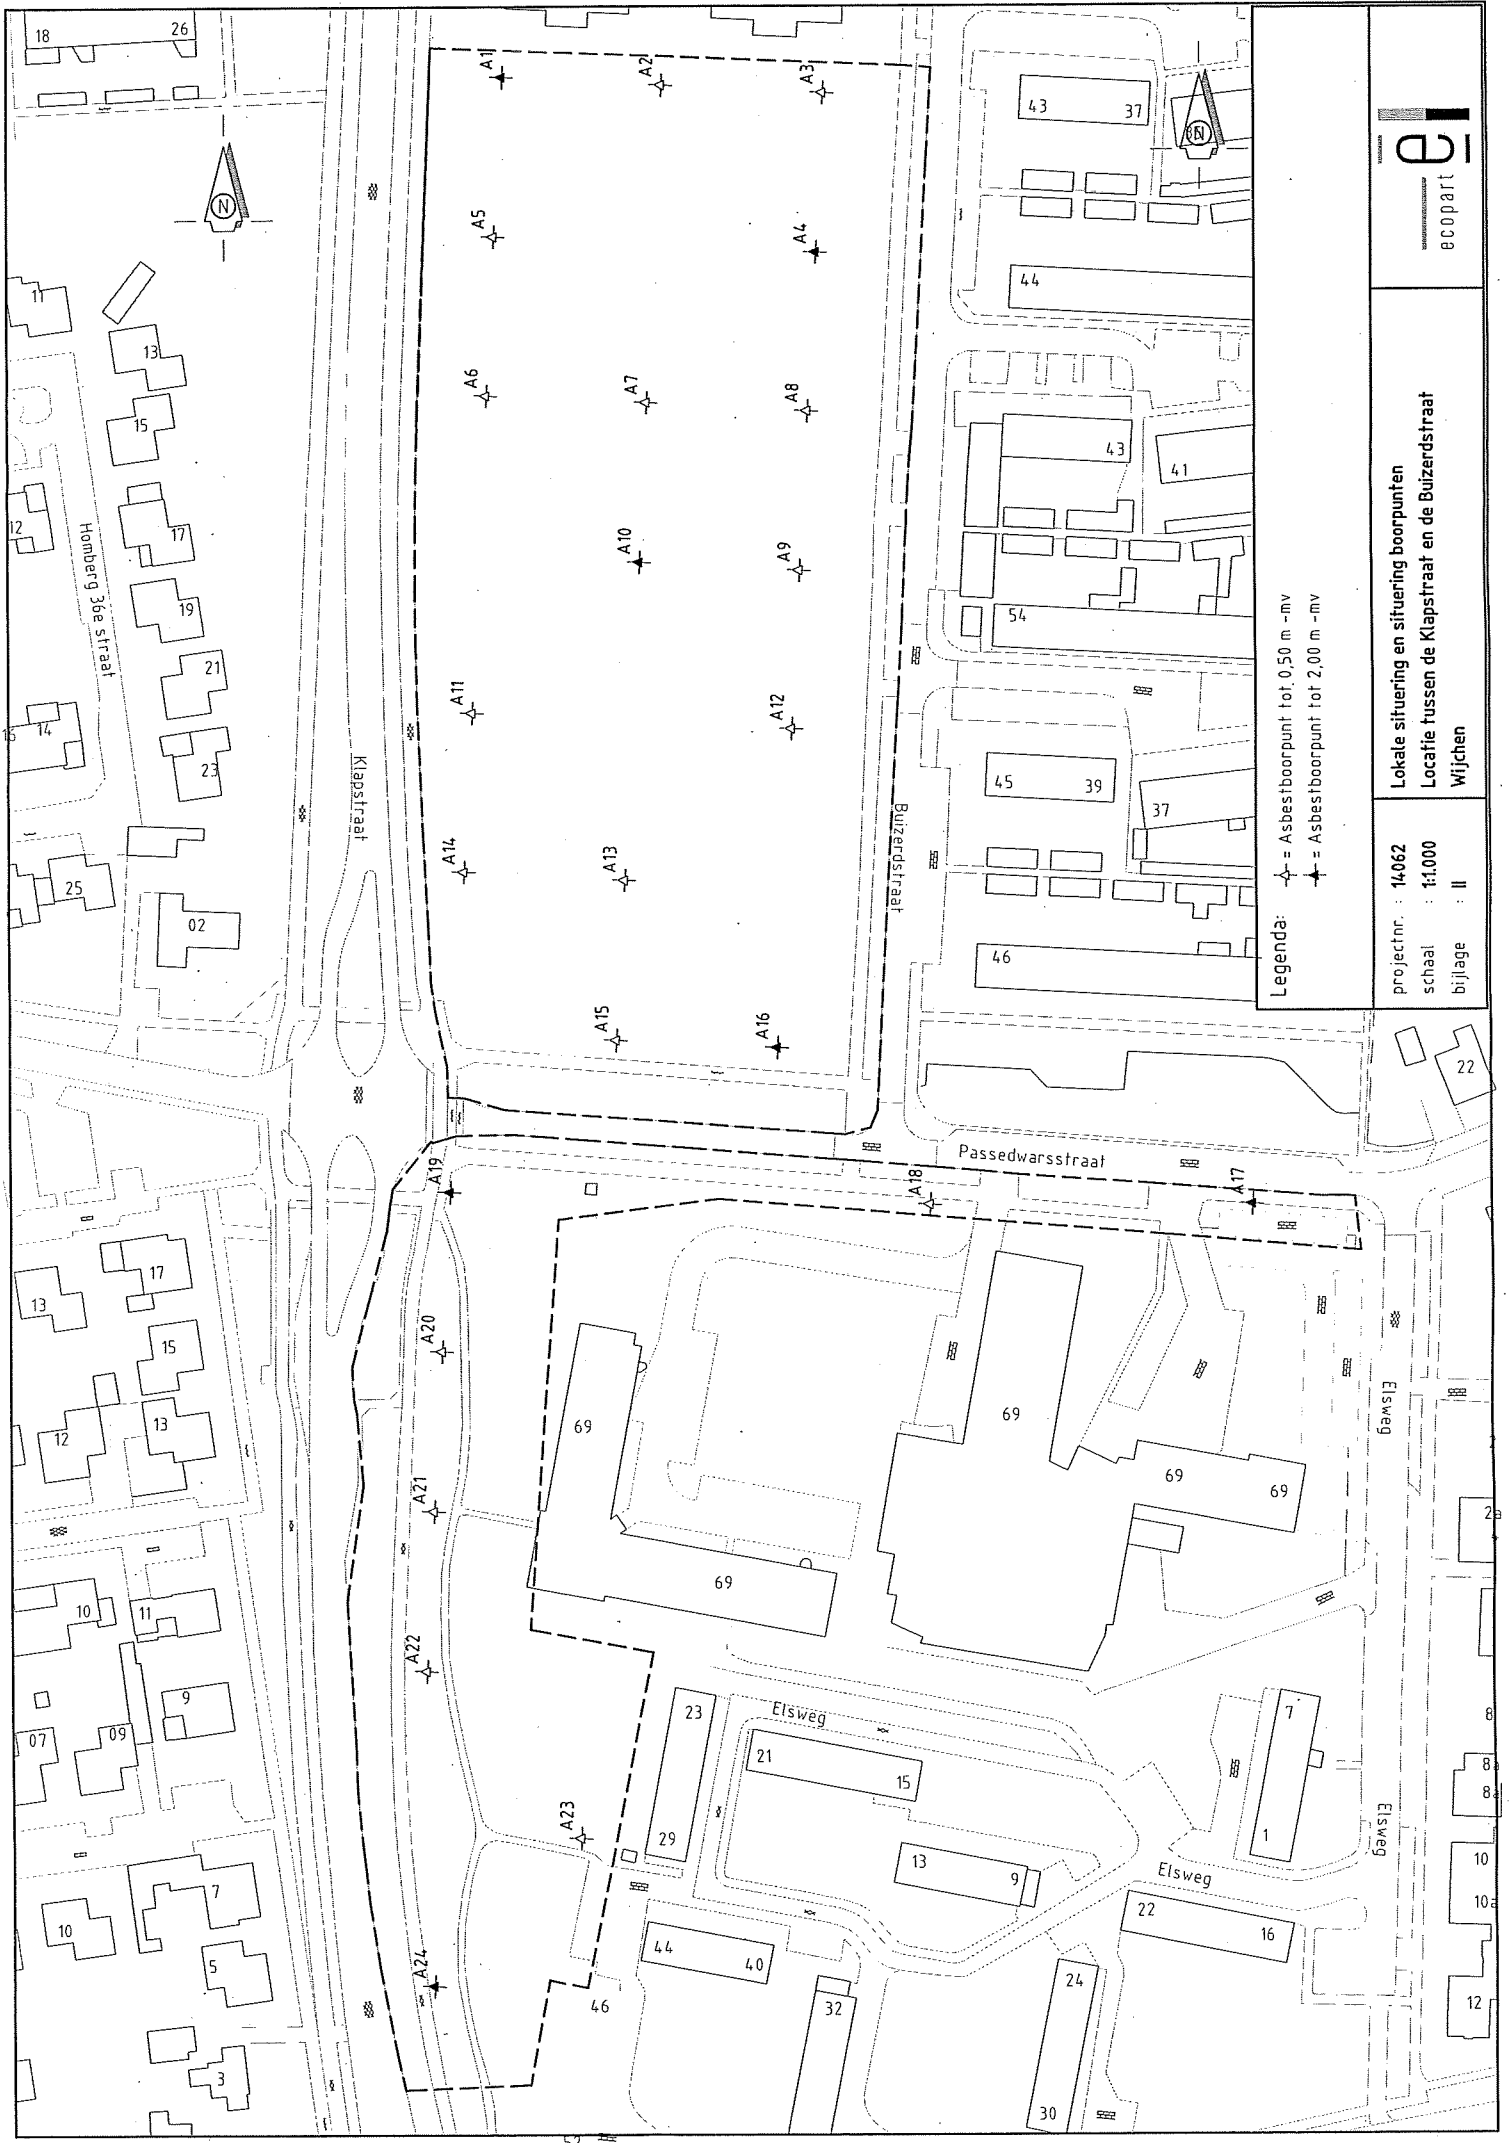 18
26
A1
A2
A3
43
37
N
N
A5
A4
44
11
13
15
A6
A7
A8
43
41
12
Homberg 36e straat
17
A10
A9
19
54
21
14
A11
A12
23
Klapstraat
45
39
37
Buizerdstraat
25
A14
A13
02
46
A15
A16
22
Passedwarsstraat
A19
A18
A17
13
17
A20
15
69
69
Elsweg
12
13
69
69
A21
2a
69
10
11
A22
9
23
Elsweg
7
07
09
21
15
8
8a
8a
A23
29
1
Elsweg
13
9
Elsweg
10
10a
7
10
22
16
5
A24
44
40
24
46
32
12
3
30
Legenda:
= Asbestboorpunt tot 0,50 m -mv
= Asbestboorpunt tot 2,00 m -mv
projectnr. : 14062
schaal : 1:1.000
bijlage : II
Lokale situering en situering boorpunten
Locatie tussen de Klapstraat en de Buizerdstraat
Wijchen
ecopart